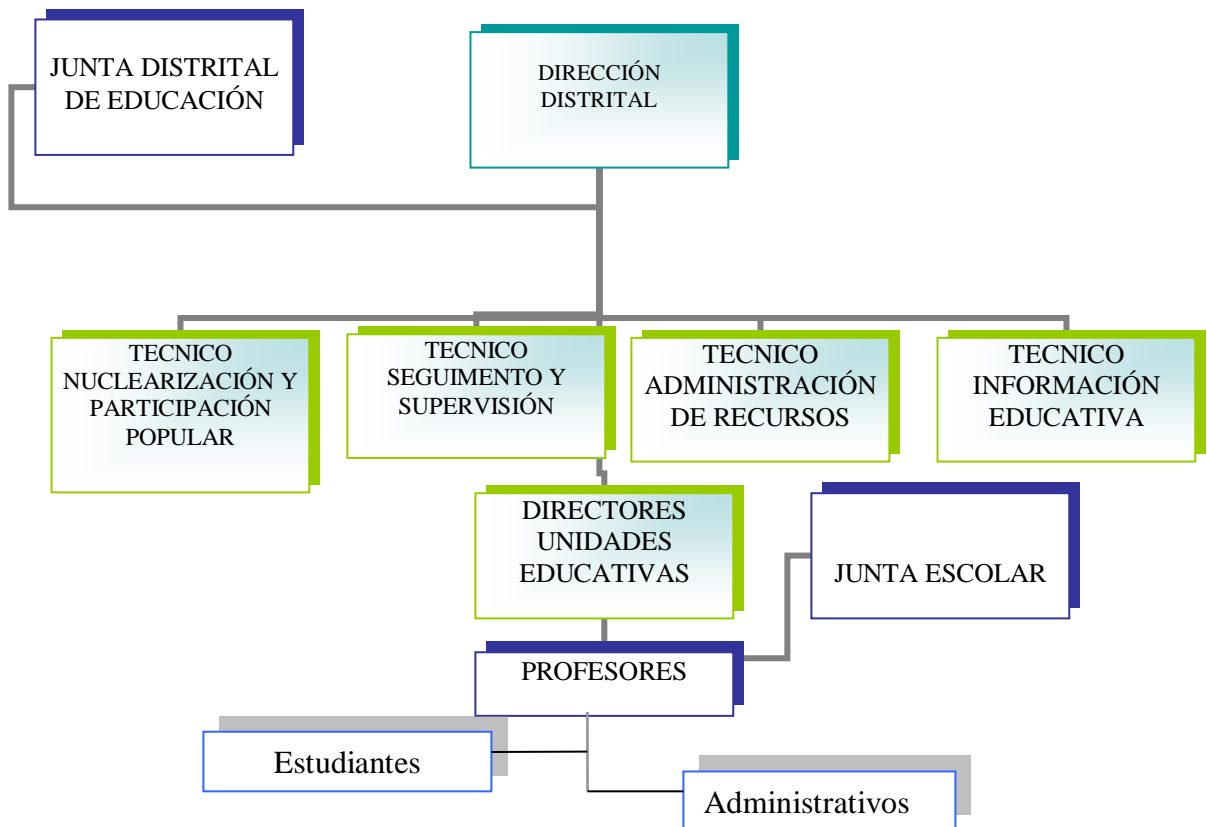 JUNTA DISTRITAL
DE EDUCACIÓN
DIRECCIÓN
DISTRITAL
TECNICO
NUCLEARIZACIÓN Y
PARTICIPACIÓN
POPULAR
TECNICO
SEGUIMENTO Y
SUPERVISIÓN
TECNICO
ADMINISTRACIÓN
DE RECURSOS
TECNICO
INFORMACIÓN
EDUCATIVA
DIRECTORES
UNIDADES
EDUCATIVAS
JUNTA ESCOLAR
PROFESORES
Estudiantes
Administrativos